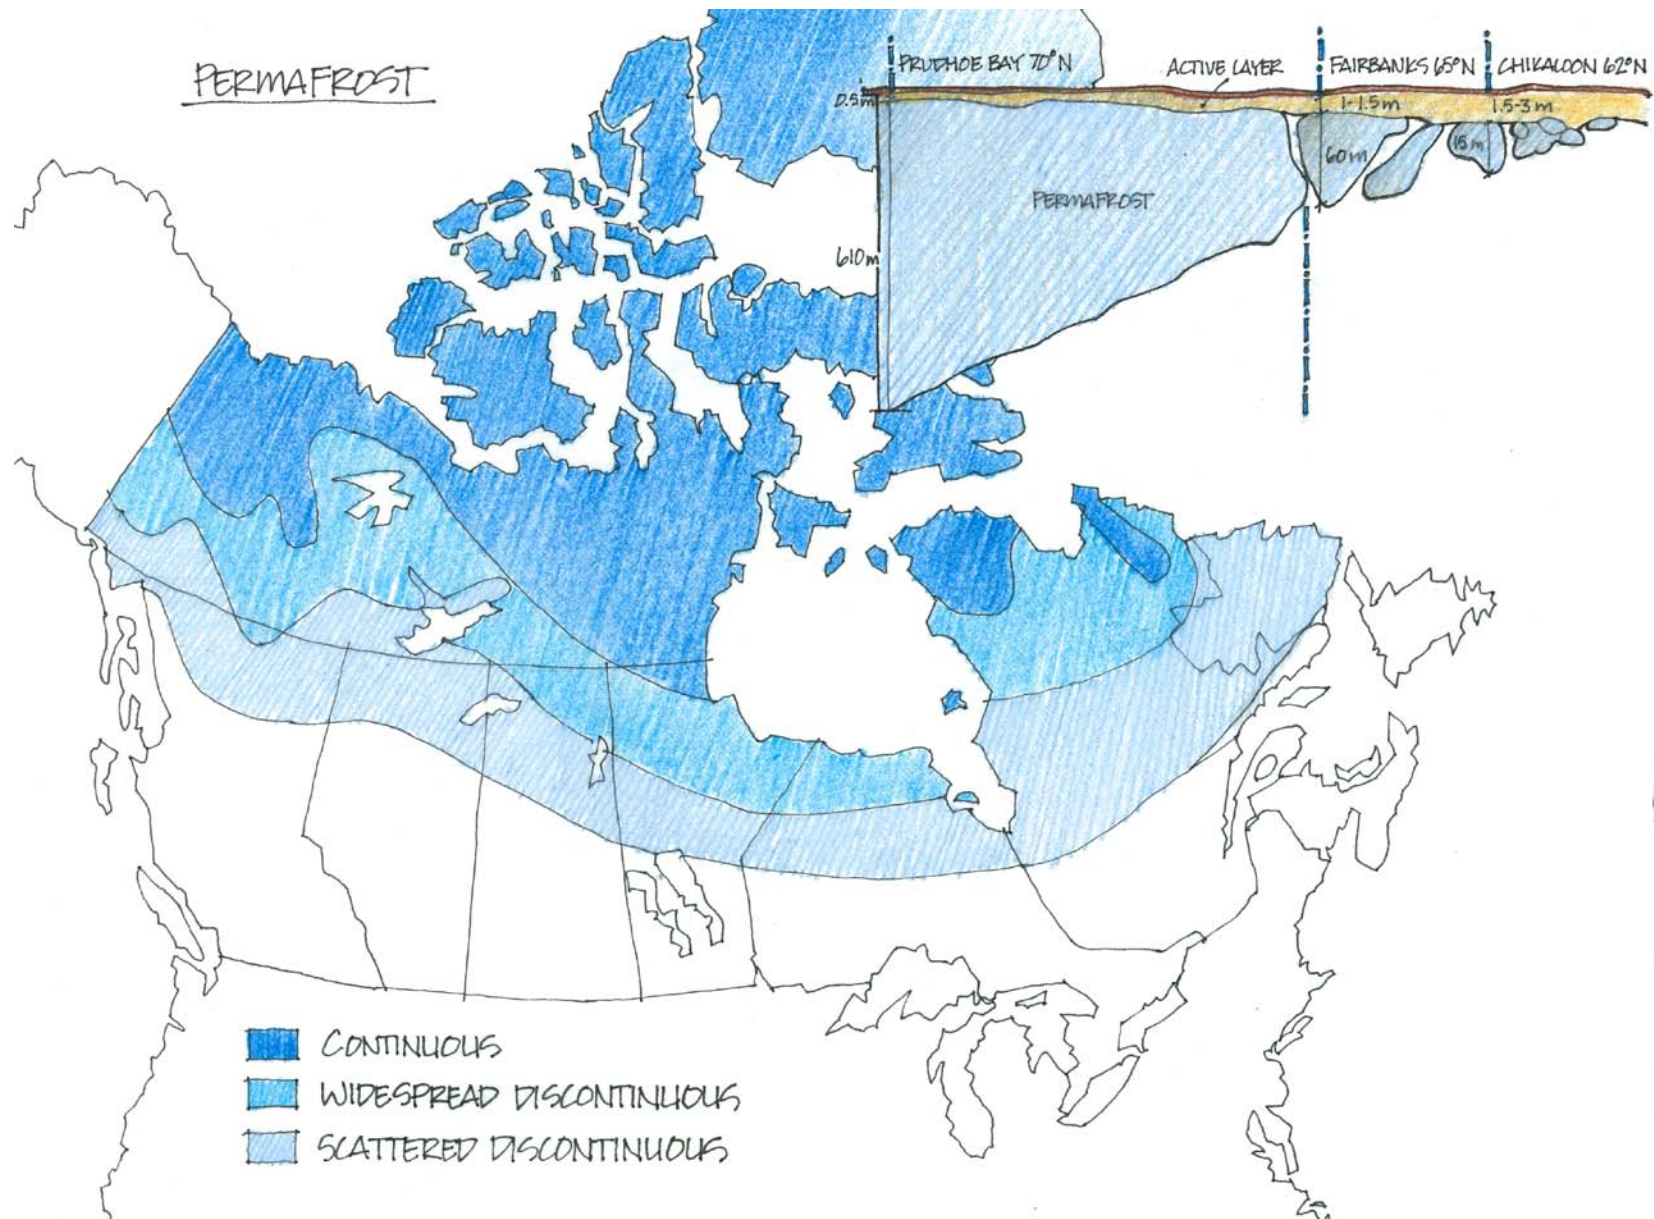 PERMAFROST
PRUDHOE BAY 70°N
ACTIVE LAYER
FAIRBANKS 65°N
CHIKALOON 62°N
0.5m
1-1.5m
1.5-3m
60m
15m
PERMAFROST
610m
CONTINUOUS
WIDESPREAD DISCONTINUOUS
SCATTERED DISCONTINUOUS